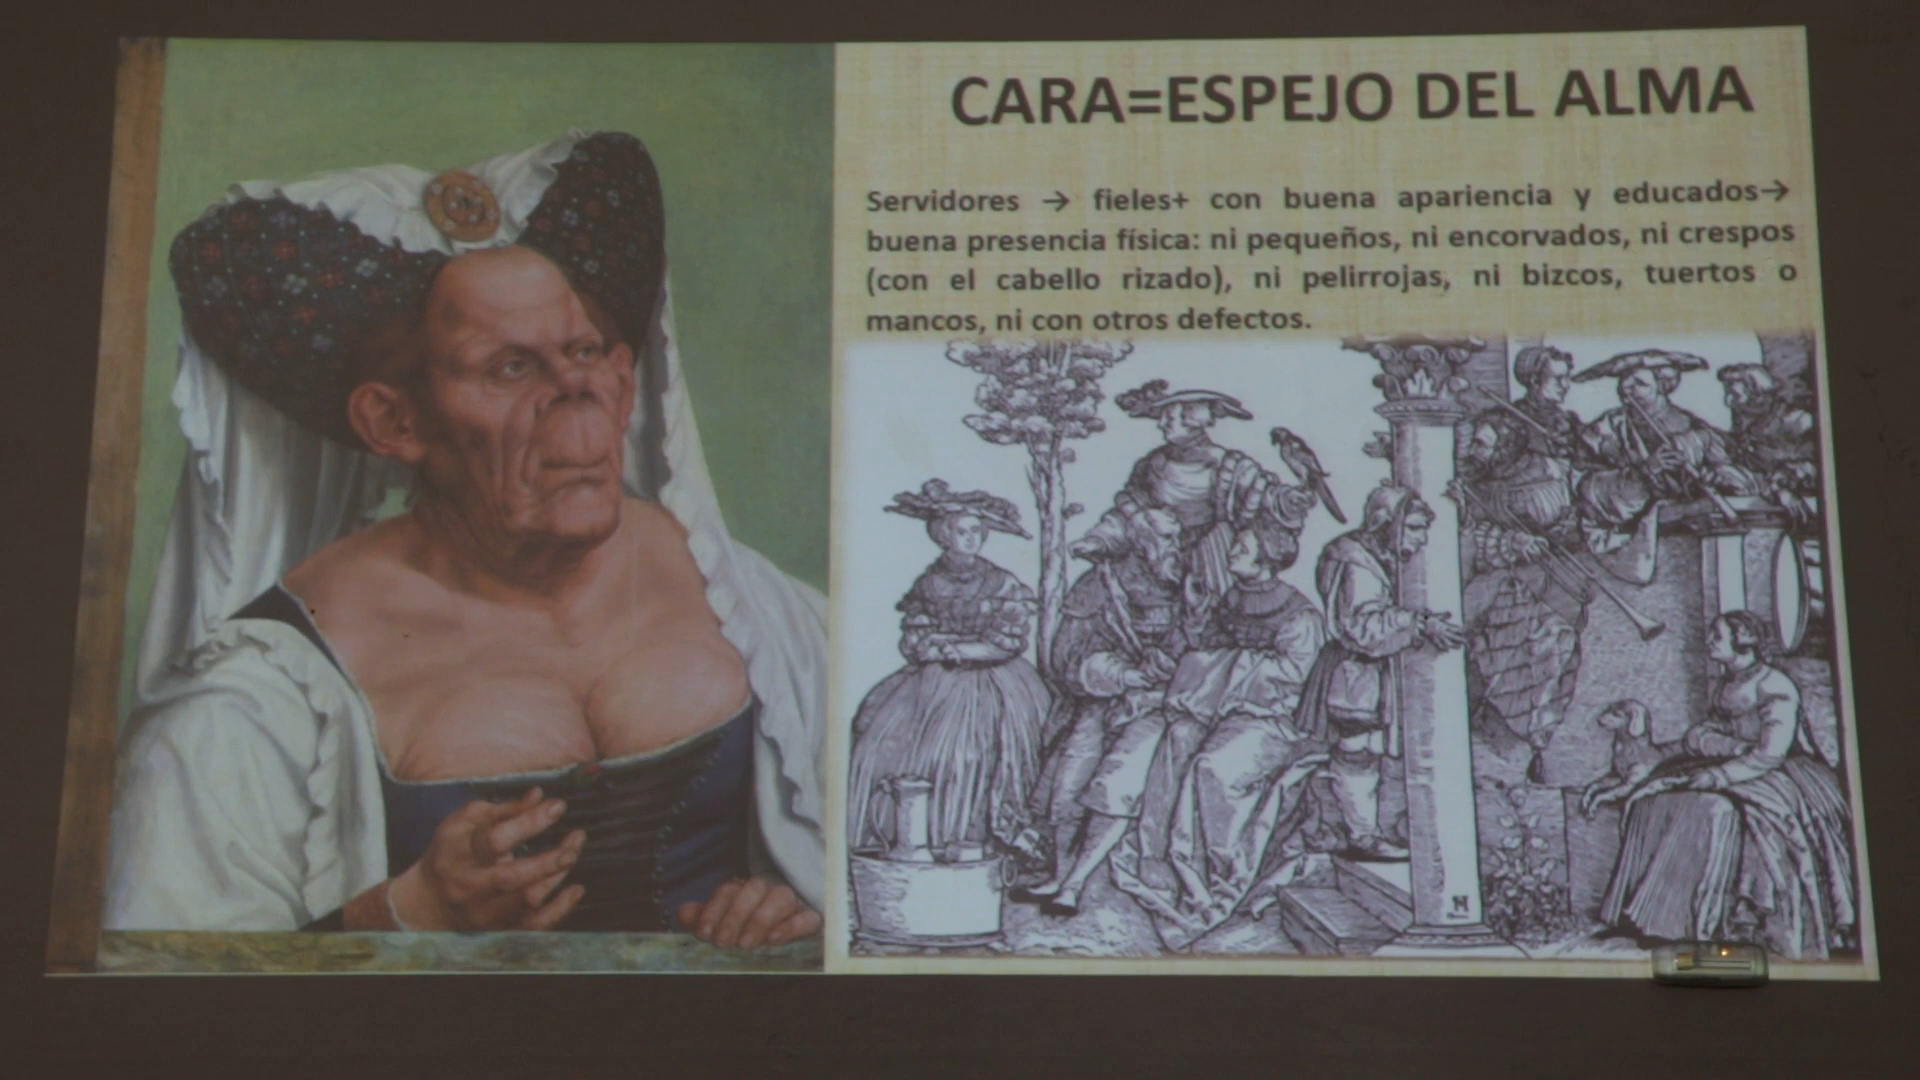 CARA=ESPEJO DEL ALMA
Servidores → fieles+ con buena apariencia y educados→
buena presencia física: ni pequeños, ni encorvados, ni crespos
(con el cabello rizado), ni pelirrojas, ni bizcos, tuertos o
mancos, ni con otros defectos.